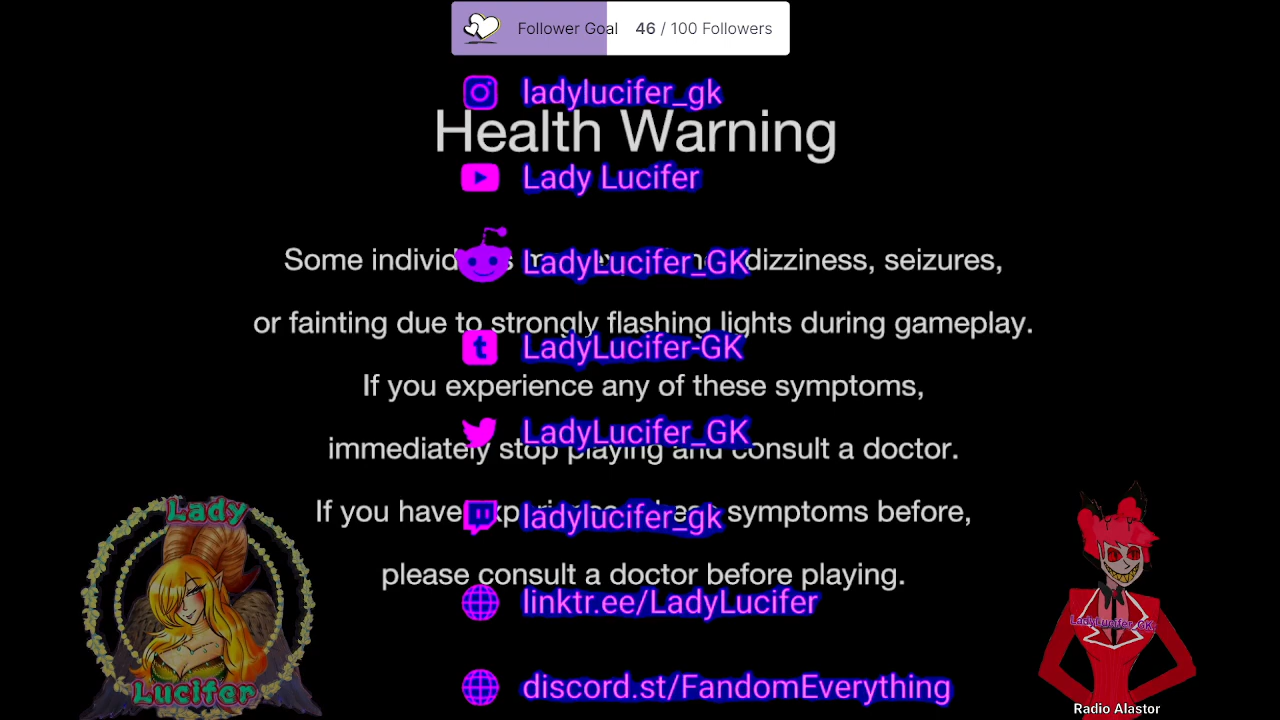 Follower Goal 46 / 100 Followers
ladylucifer_gk
Health Warning
Lady Lucifer
Some dizziness, seizures,
LadyLucifer_GK
or fainting due to strongly flashing lights during gameplay.
LadyLucifer-GK
If you experience any of these symptoms,
LadyLucifer_GK
immediately stop playing and consult a doctor.
If you have symptoms before,
ladylucifer_gk
please consult a doctor before playing.
linktr.ee/LadyLucifer
discord.st/FandomEverything
Lady
Lucifer
LadyLucifer_GK
Radio Alastor